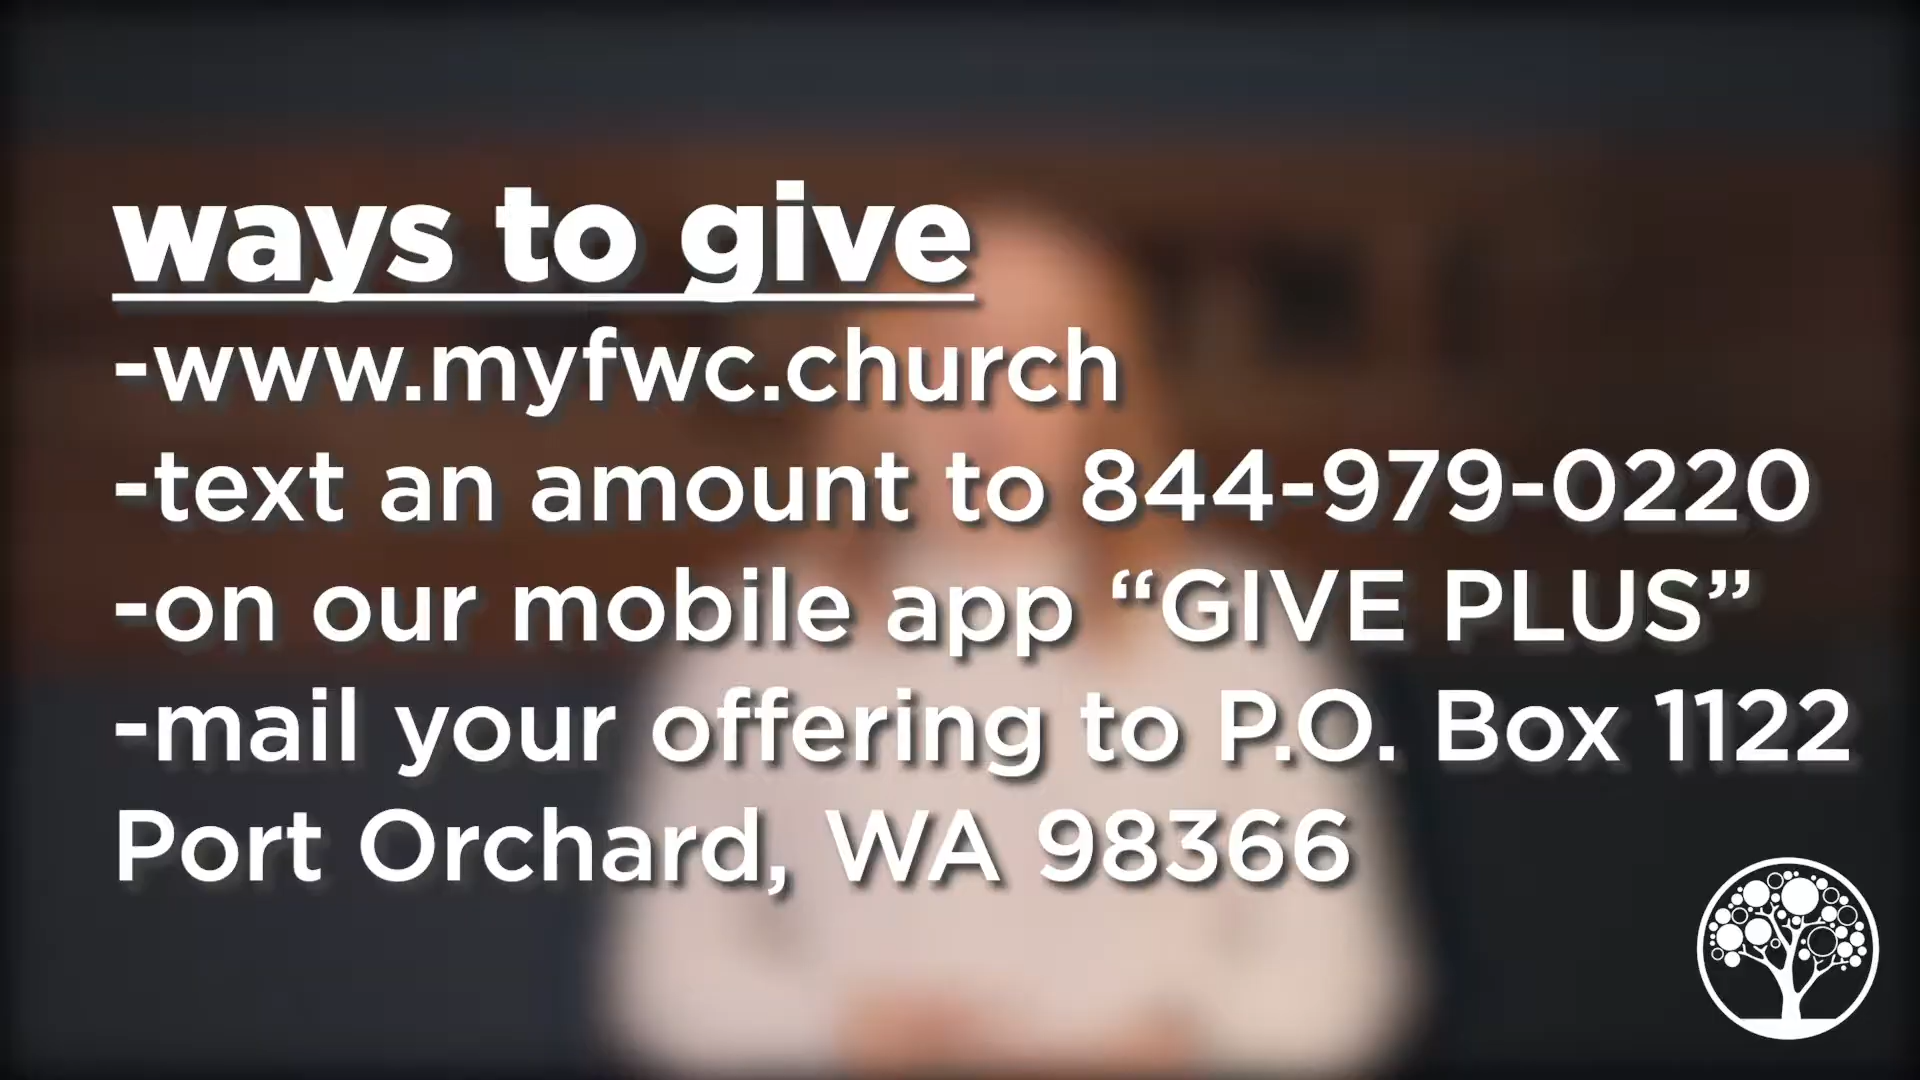 ways to give
-www.myfwc.church
-text an amount to 844-979-0220
-on our mobile app “GIVE PLUS”
-mail your offering to P.O. Box 1122
Port Orchard, WA 98366